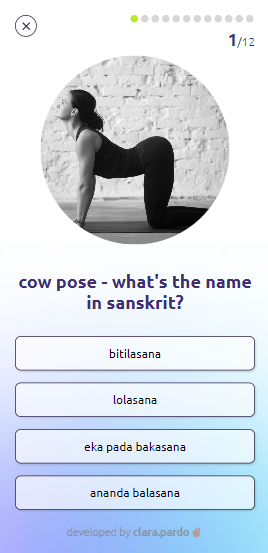 1/12
cow pose - what's the name
in sanskrit?
bitilasana
lolasana
eka pada bakasana
ananda balasana
developed by clara.pardo ✌🏽